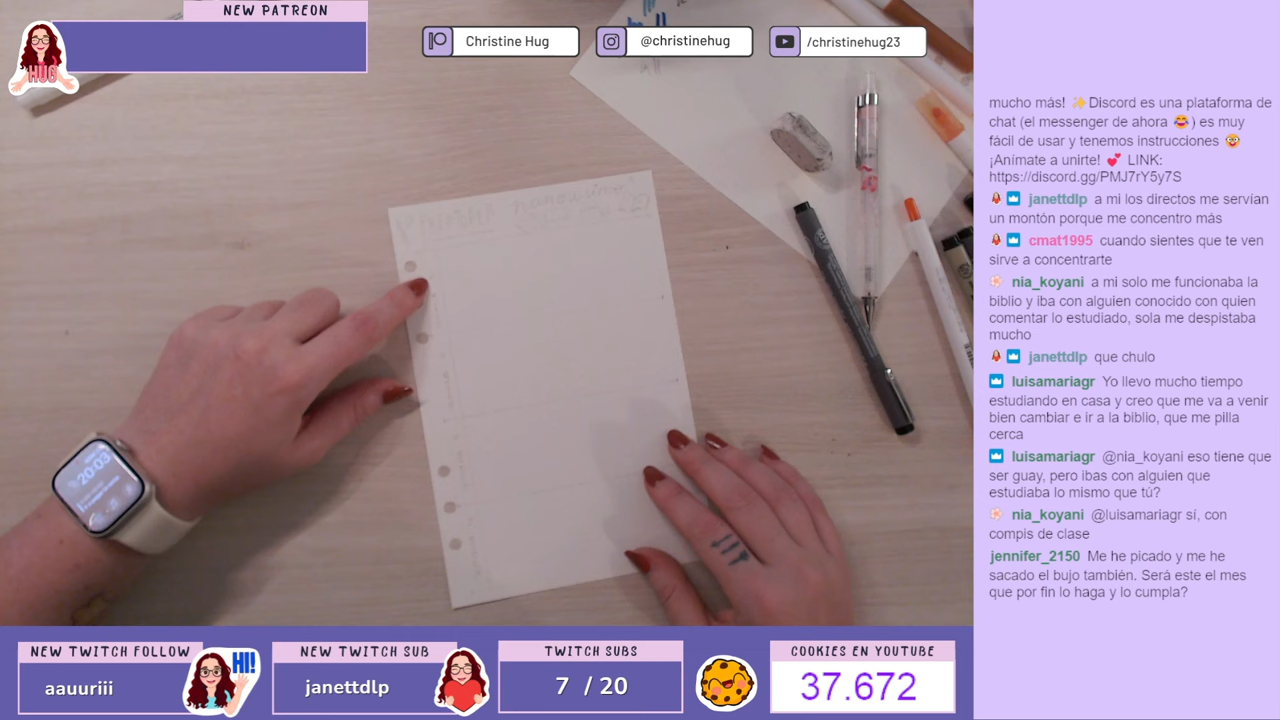 NEW PATREON
HUG
Christine Hug
@christinehug
/christinehug23
mucho más! ✨Discord es una plataforma de
chat (el messenger de ahora 😂) es muy
fácil de usar y tenemos instrucciones 🤓
¡Anímate a unirte! 💕 LINK:
https://discord.gg/PMJ7rY5y7S
janettdlp a mi los directos me servían
un montón porque me concentro más
cmat1995 cuando sientes que te ven
sirve a concentrarte
nia_koyani a mi solo me funcionaba la
biblio y iba con alguien conocido con quien
comentar lo estudiado, sola me despistaba
mucho
janettdlp que chulo
luisamariagr Yo llevo mucho tiempo
estudiando en casa y creo que me va a venir
bien cambiar e ir a la biblio, que me pilla
cerca
luisamariagr @nia_koyani eso tiene que
ser guay, pero ibas con alguien que
estudiaba lo mismo que tú?
nia_koyani @luisamariagr sí, con
compis de clase
jennifer_2150 Me he picado y me he
sacado el bujo también. Será este el mes
que por fin lo haga y lo cumpla?
20:03
NEW TWITCH FOLLOW
aauuriii
HI!
NEW TWITCH SUB
janettdlp
TWITCH SUBS
7 / 20
COOKIES EN YOUTUBE
37.672